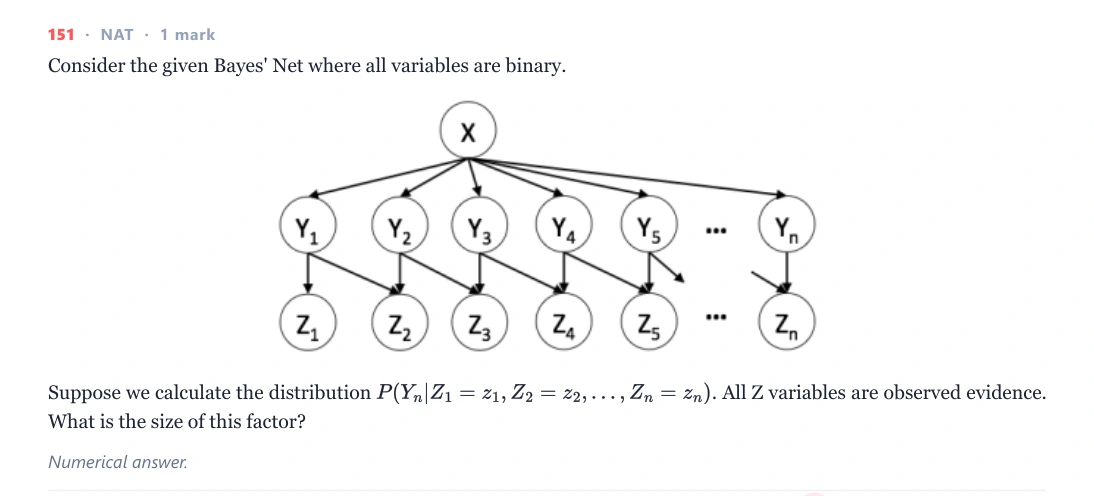 151 · NAT · 1 mark
Consider the given Bayes' Net where all variables are binary.
X
Y₁ Y₂ Y₃ Y₄ Y₅ ... Yₙ
Z₁ Z₂ Z₃ Z₄ Z₅ ... Zₙ
Suppose we calculate the distribution P(Yₙ|Z₁ = z₁, Z₂ = z₂, . . . , Zₙ = zₙ). All Z variables are observed evidence.
What is the size of this factor?
Numerical answer.